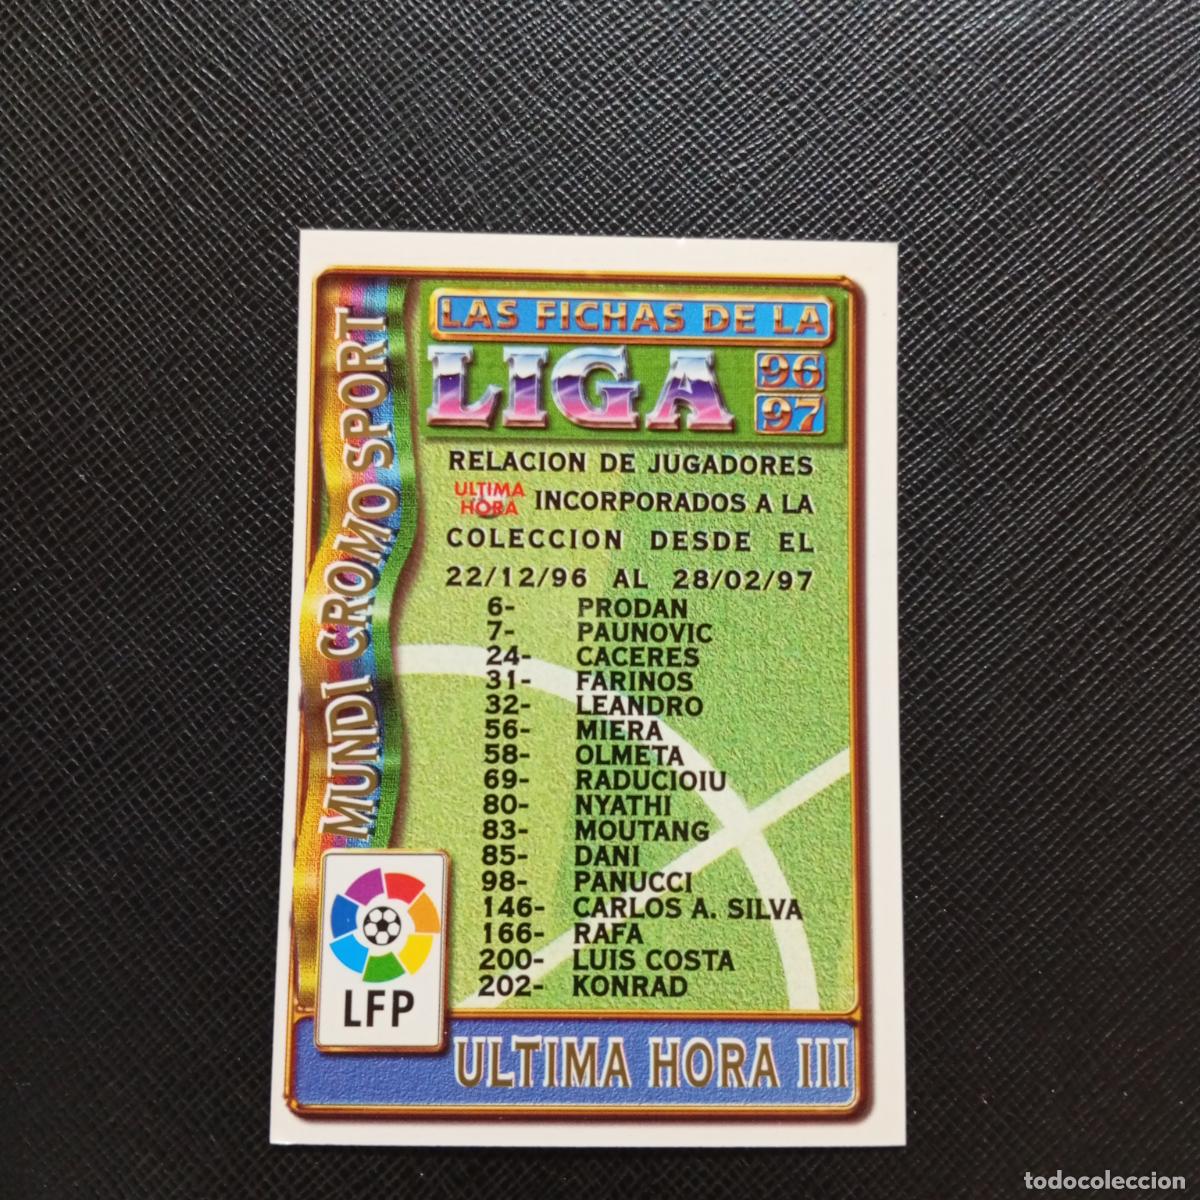 LAS FICHAS DE LA
LIGA 96 97
MUNDI CROMO SPORT
RELACION DE JUGADORES
ULTIMA HORA INCORPORADOS A LA
COLECCION DESDE EL
22/12/96 AL 28/02/97
6- PRODAN
7- PAUNOVIC
24- CACERES
31- FARINOS
32- LEANDRO
56- MIERA
58- OLMETA
69- RADUCIOIU
80- NYATHI
83- MOUTANG
85- DANI
98- PANUCCI
146- CARLOS A. SILVA
166- RAFA
200- LUIS COSTA
202- KONRAD
LFP
ULTIMA HORA III
todocoleccion